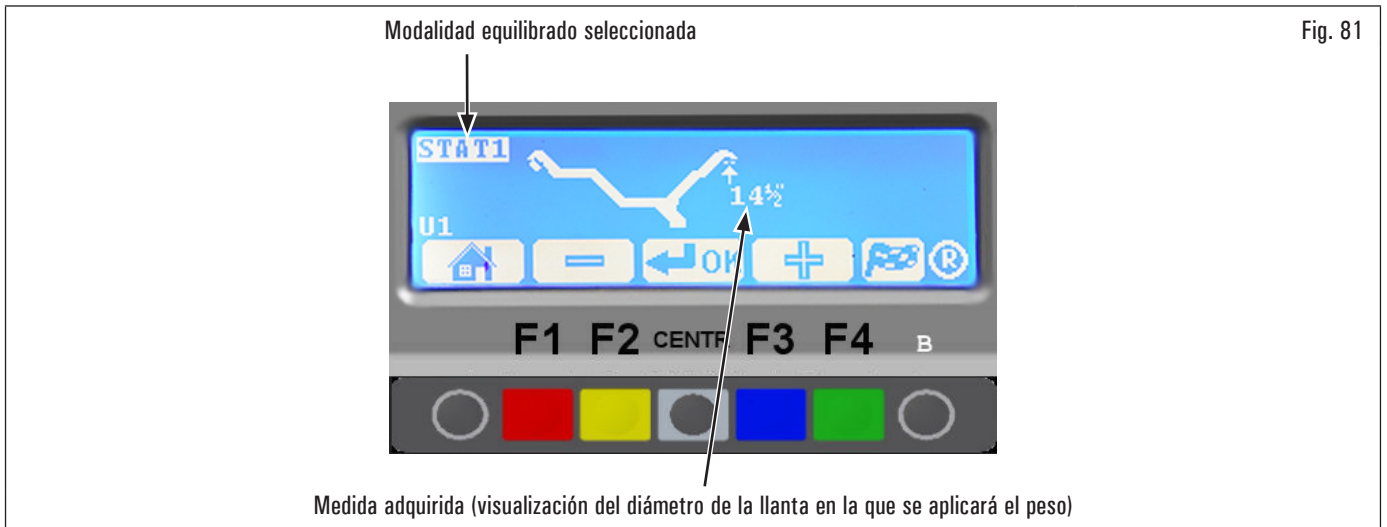 Modalidad equilibrado seleccionada
Fig. 81
STAT1
14½"
U1
OK
R
F1 F2 CENTR F3 F4 B
Medida adquirida (visualización del diámetro de la llanta en la que se aplicará el peso)